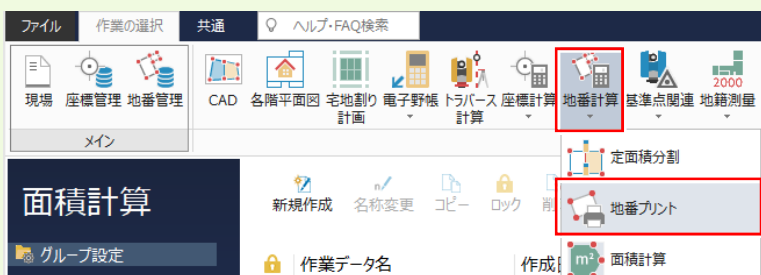 ファイル 作業の選択 共通 ヘルプ・FAQ検索
現場 座標管理 地番管理 CAD 各階平面図 宅地割り計画 電子野帳 トラバース計算 座標計算 地番計算 基準点関連 2000 地籍測量
メイン
定面積分割
面積計算
新規作成 名称変更 コピー ロック 削
地番プリント
グループ設定
作業データ名 作成
m² 面積計算